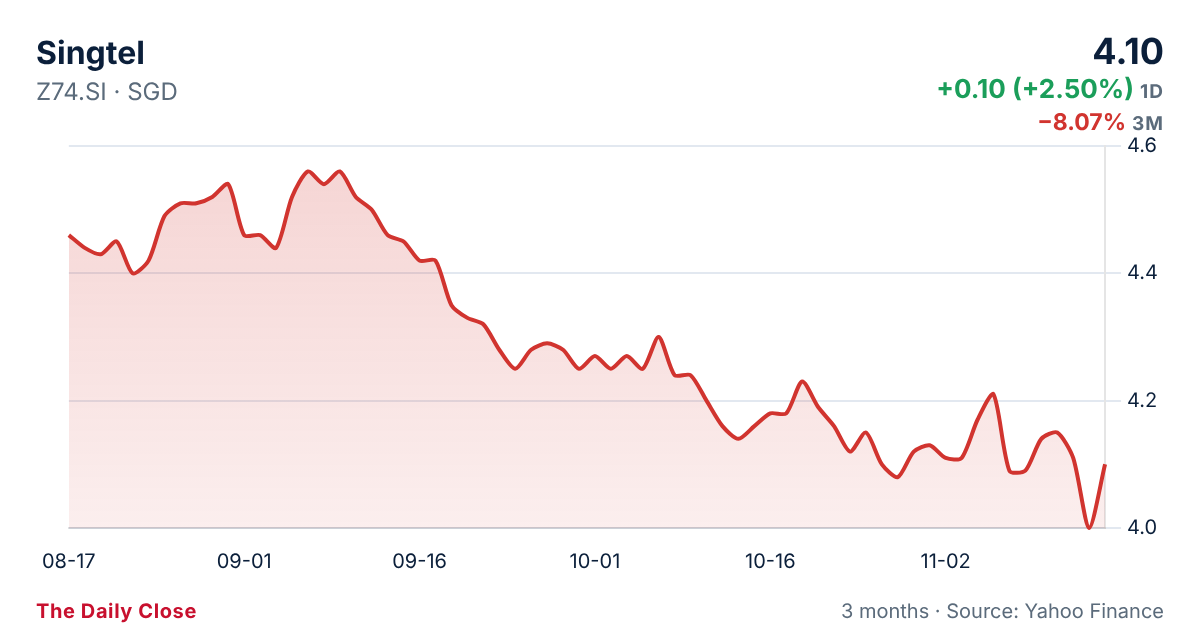 Singtel
4.10
Z74.SI · SGD
+0.10 (+2.50%) 1D
−8.07% 3M
4.6
4.4
4.2
4.0
08-17 09-01 09-16 10-01 10-16 11-02
The Daily Close
3 months · Source: Yahoo Finance